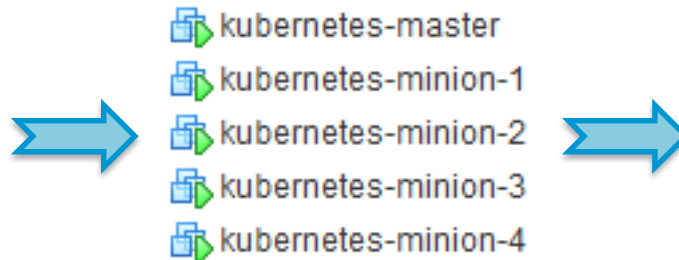 kubernetes-master
kubernetes-minion-1
kubernetes-minion-2
kubernetes-minion-3
kubernetes-minion-4